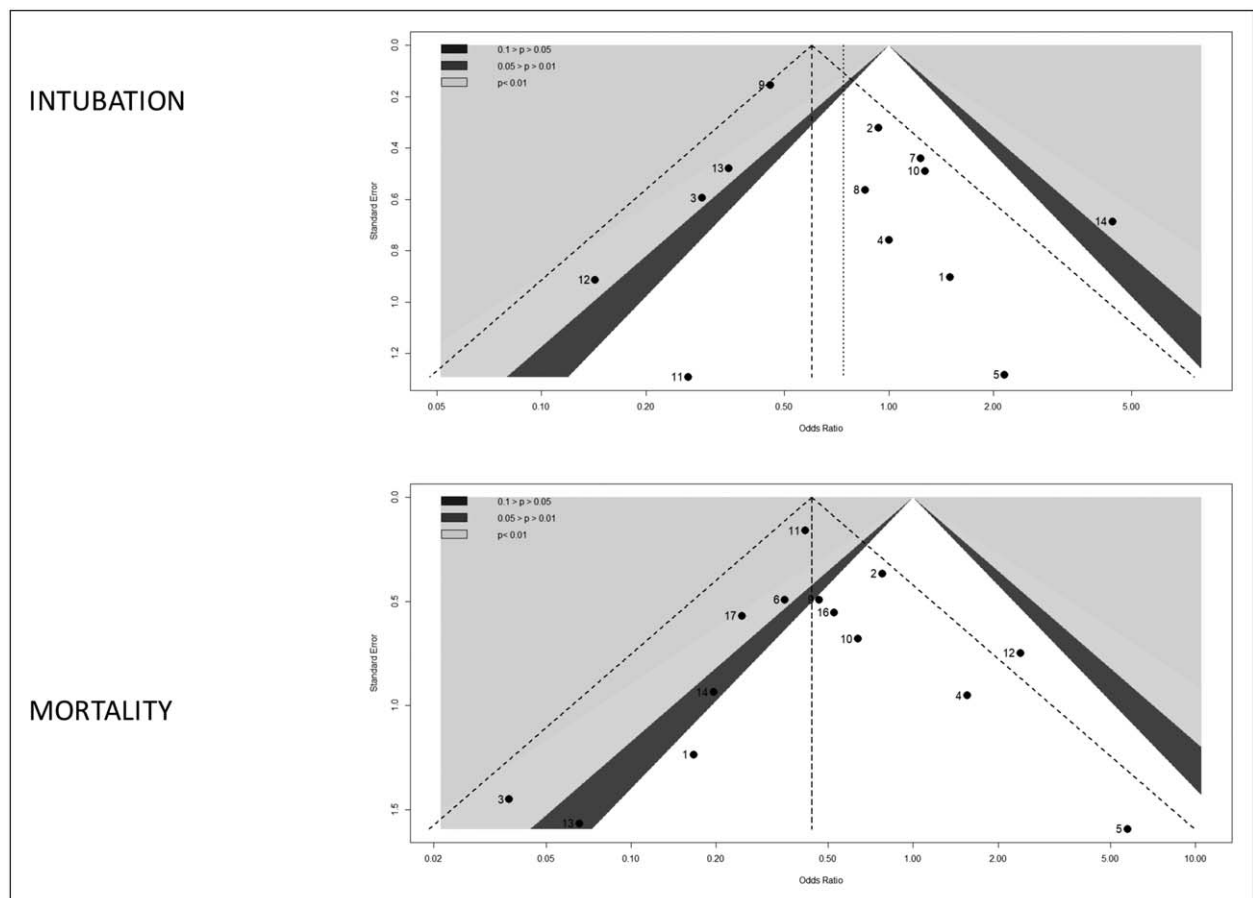 INTUBATION
0.1 > p > 0.05
0.05 > p > 0.01
p< 0.01
Standard Error
0.0
0.2
0.4
0.6
0.8
1.0
1.2
9
2
7
10
13
8
3
14
4
1
12
11
5
0.05 0.10 0.20 0.50 1.00 2.00 5.00
Odds Ratio
MORTALITY
0.1 > p > 0.05
0.05 > p > 0.01
p< 0.01
Standard Error
0.0
0.5
1.0
1.5
11
2
6
16
17
10
12
14
4
1
3
13
5
0.02 0.05 0.10 0.20 0.50 1.00 2.00 5.00 10.00
Odds Ratio